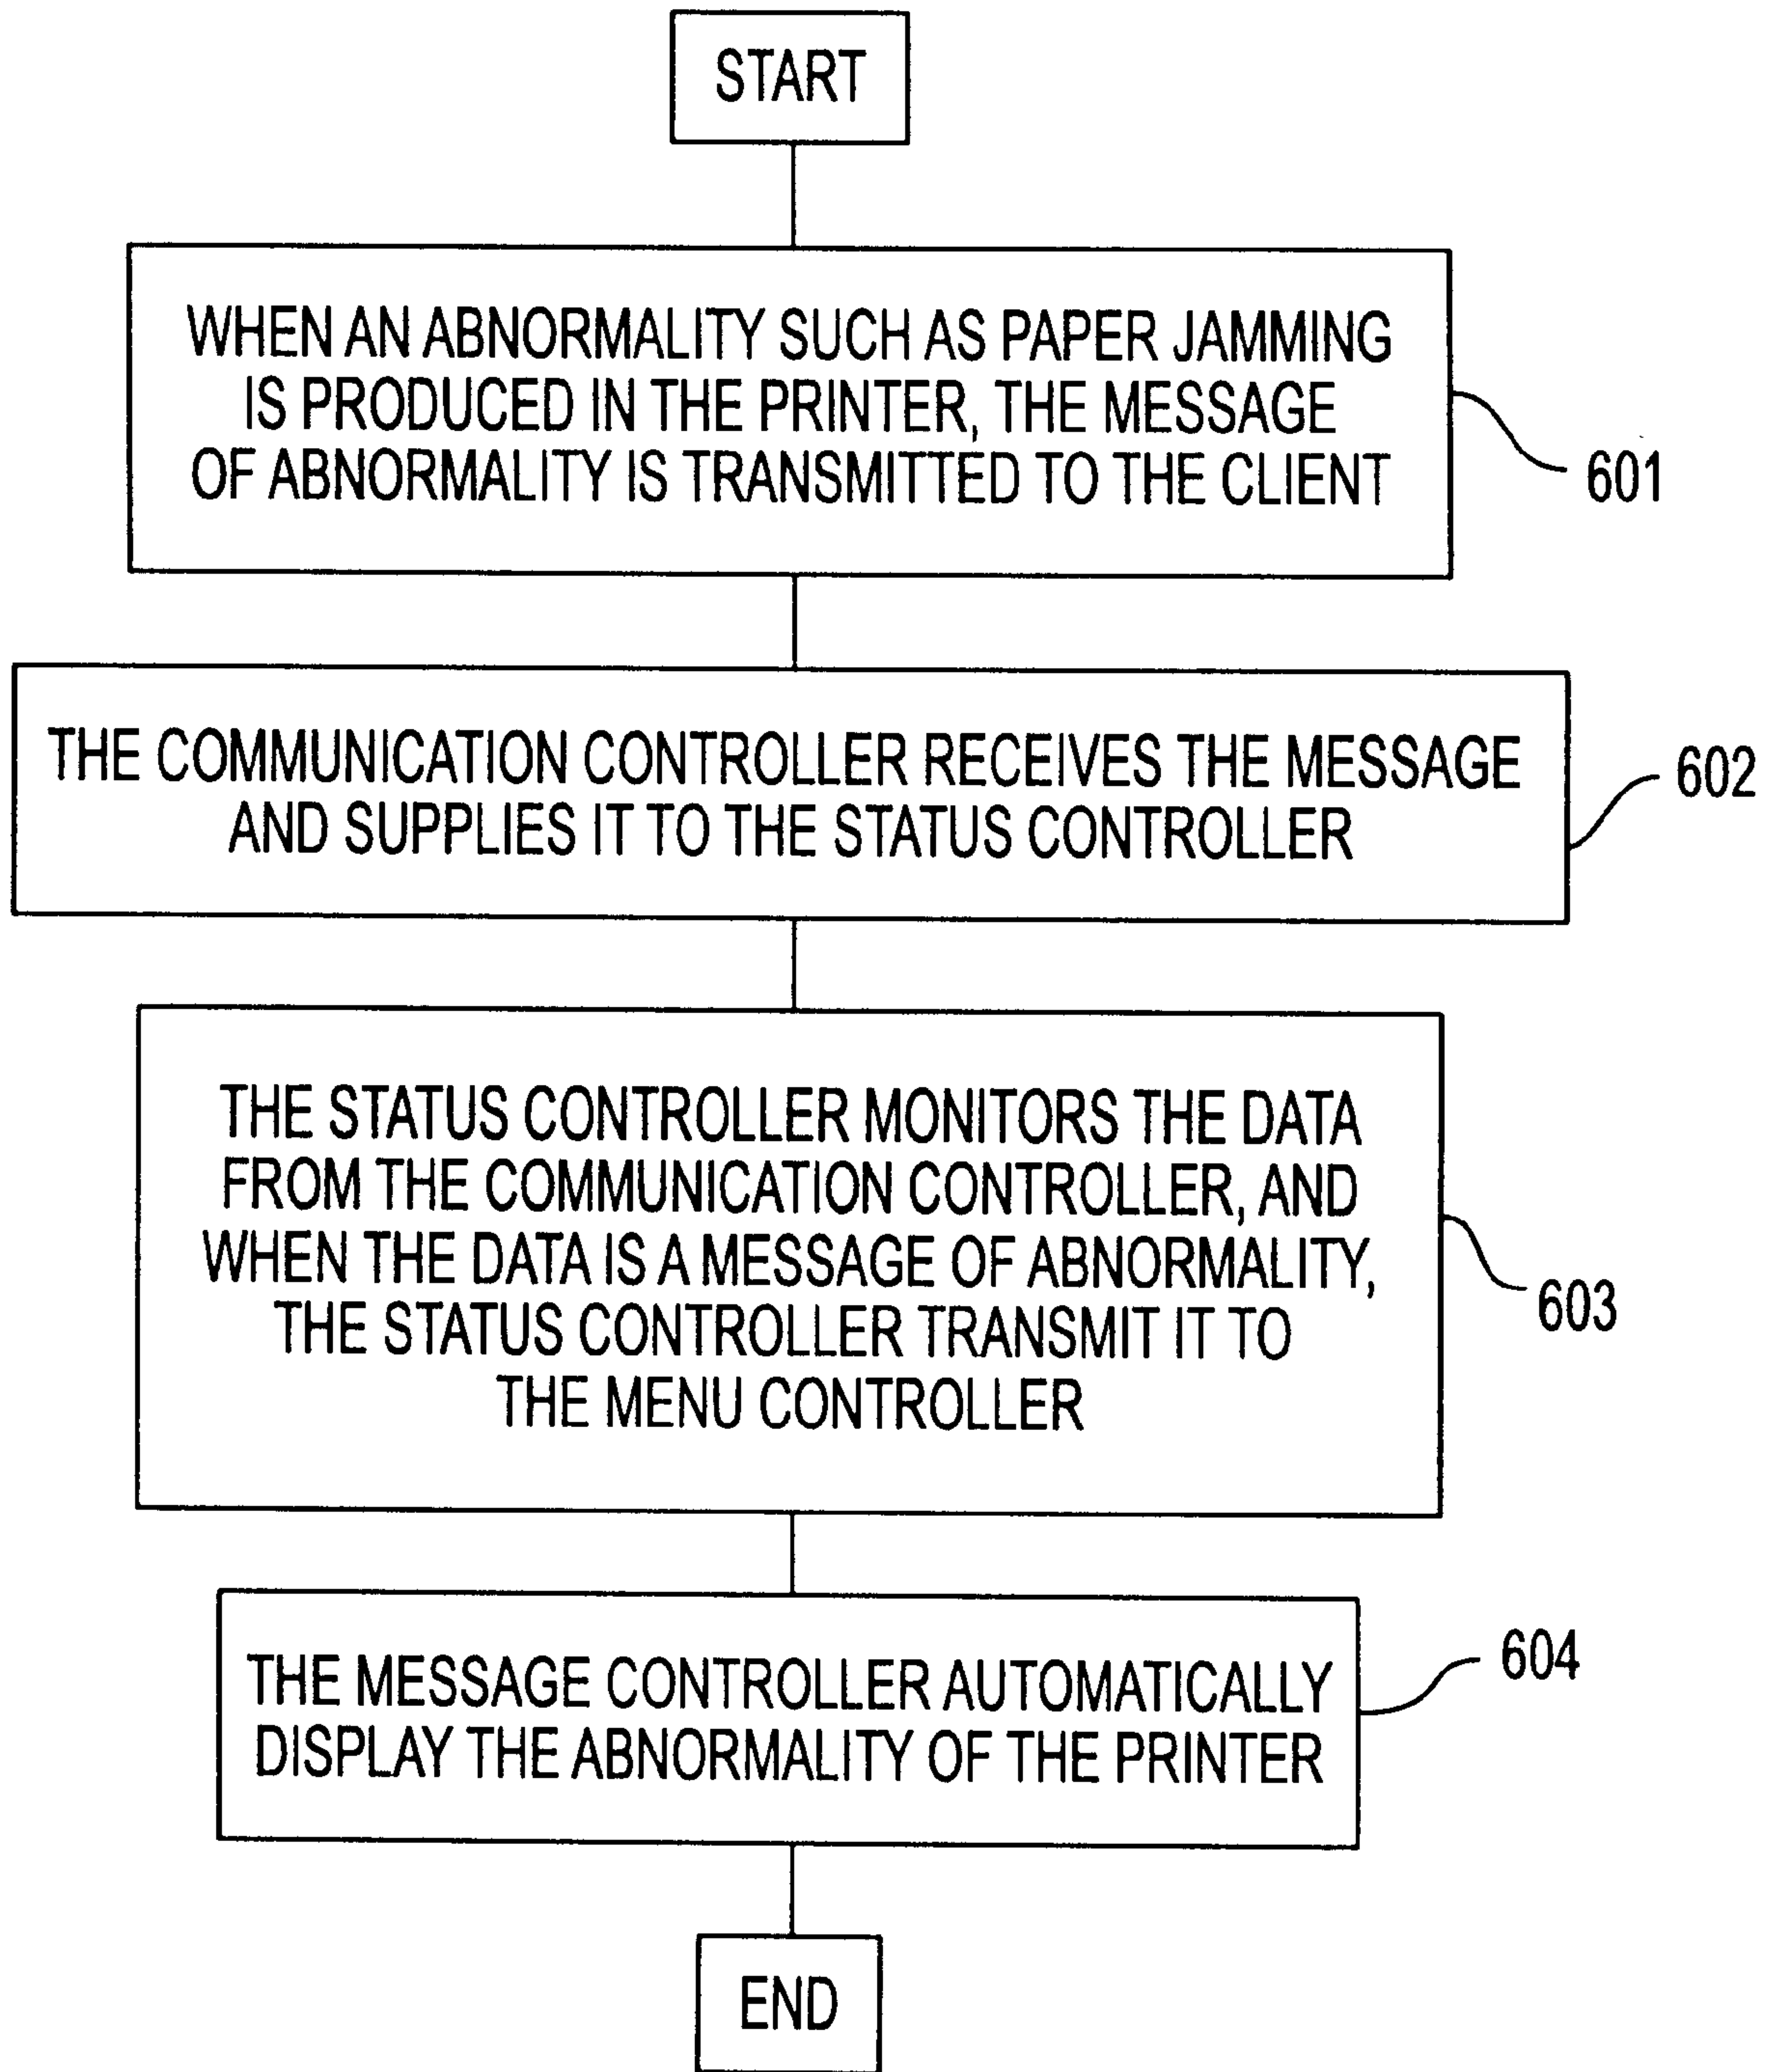 START
WHEN AN ABNORMALITY SUCH AS PAPER JAMMING
IS PRODUCED IN THE PRINTER, THE MESSAGE
OF ABNORMALITY IS TRANSMITTED TO THE CLIENT
601
THE COMMUNICATION CONTROLLER RECEIVES THE MESSAGE
AND SUPPLIES IT TO THE STATUS CONTROLLER
602
THE STATUS CONTROLLER MONITORS THE DATA
FROM THE COMMUNICATION CONTROLLER, AND
WHEN THE DATA IS A MESSAGE OF ABNORMALITY,
THE STATUS CONTROLLER TRANSMIT IT TO
THE MENU CONTROLLER
603
THE MESSAGE CONTROLLER AUTOMATICALLY
DISPLAY THE ABNORMALITY OF THE PRINTER
604
END